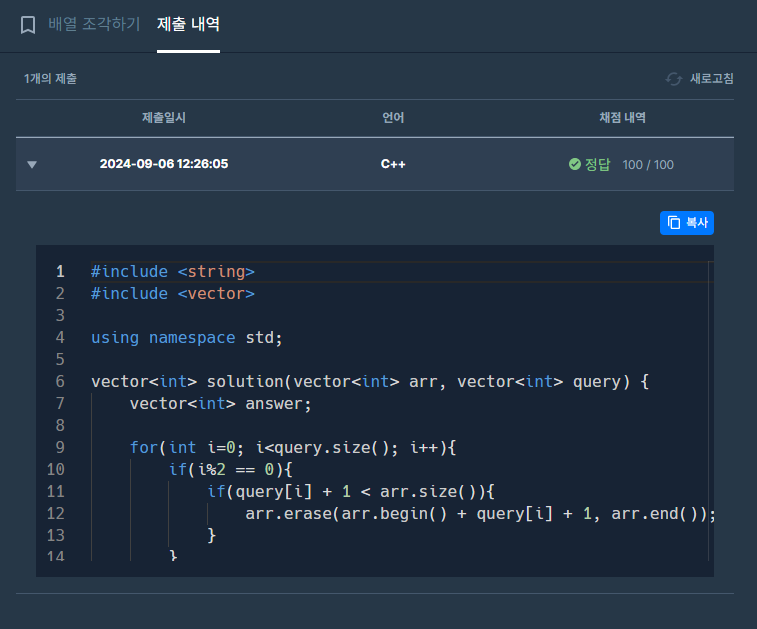 배열 조각하기 제출 내역
1개의 제출 새로고침
제출일시 언어 채점 내역
2024-09-06 12:26:05 C++ 정답 100 / 100
복사
1 #include <string>
2 #include <vector>
3
4 using namespace std;
5
6 vector<int> solution(vector<int> arr, vector<int> query) {
7     vector<int> answer;
8
9     for(int i=0; i<query.size(); i++){
10         if(i%2 == 0){
11             if(query[i] + 1 < arr.size()){
12                 arr.erase(arr.begin() + query[i] + 1, arr.end());
13             }
14         }